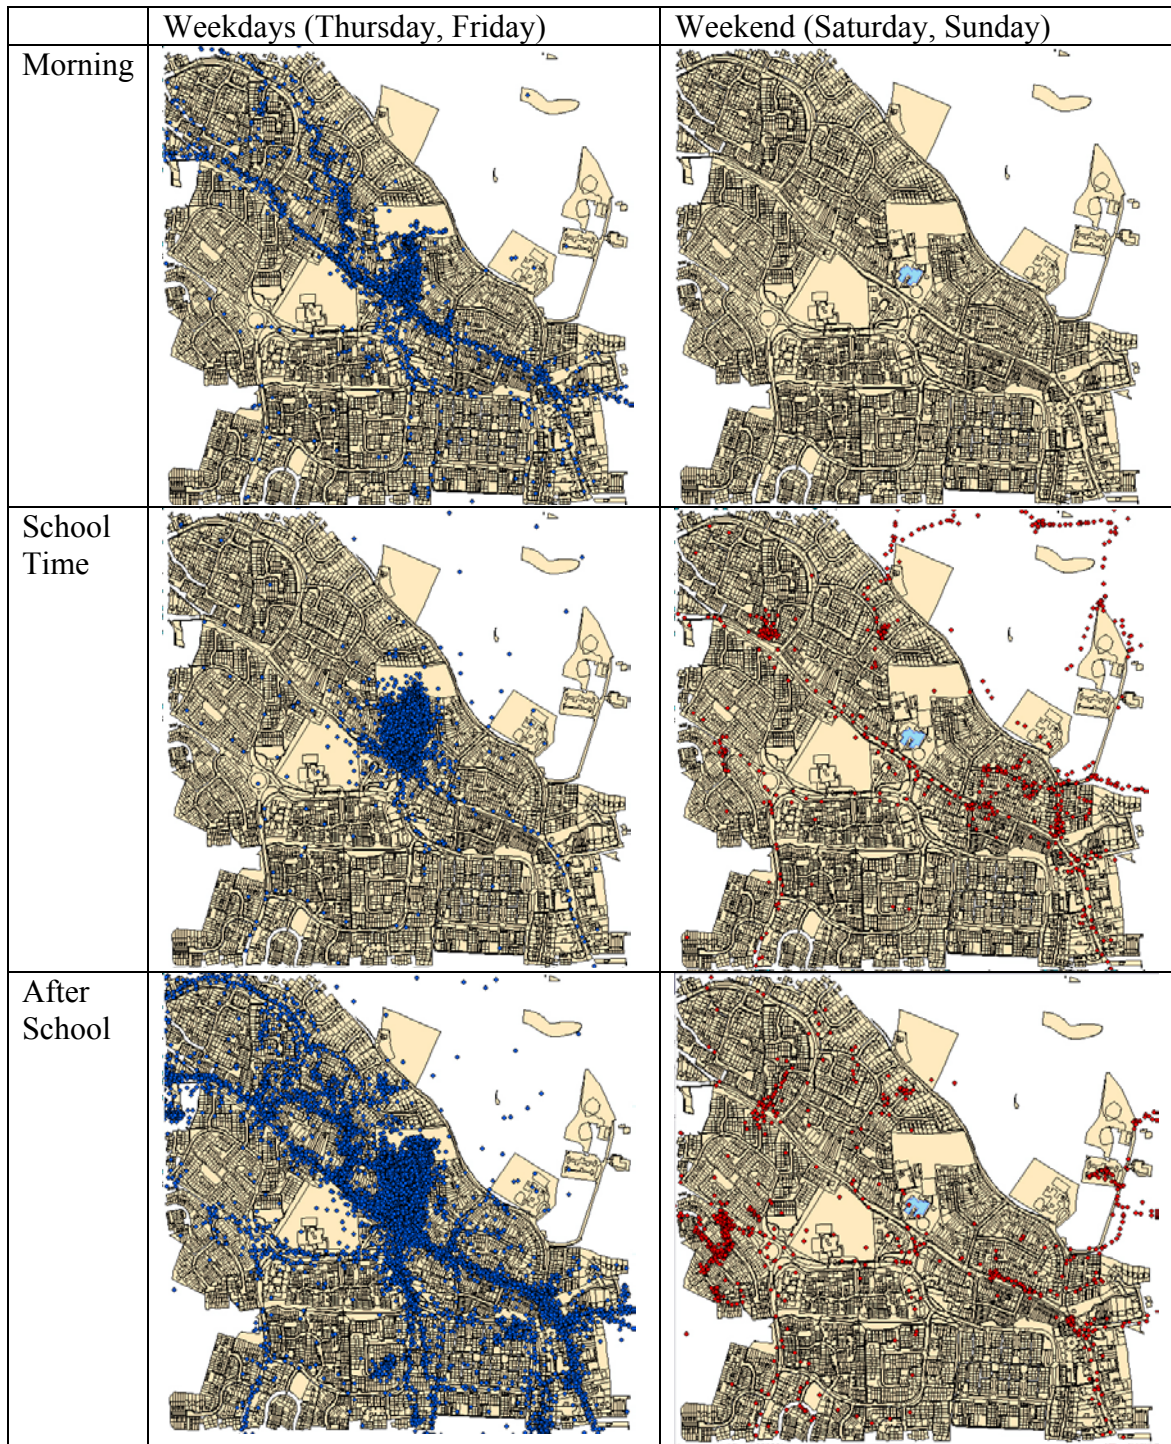 Weekdays (Thursday, Friday)
Weekend (Saturday, Sunday)
Morning
School
Time
After
School